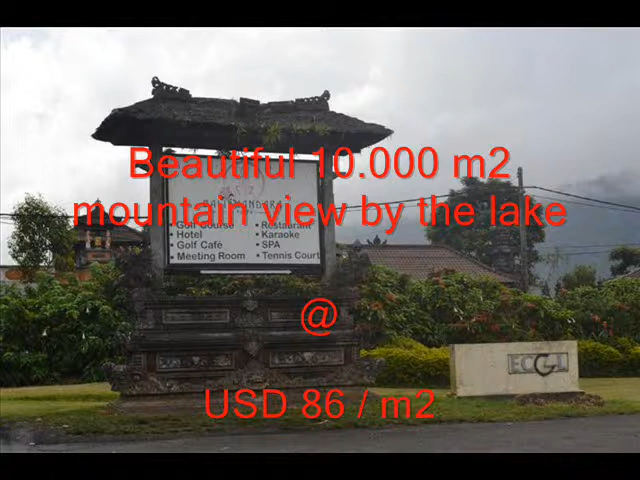 Beautiful 10.000 m2
mountain view by the lake
• Golf Course • Restaurant
• Hotel • Karaoke
• Golf Café • SPA
• Meeting Room • Tennis Court
@
USD 86 / m2